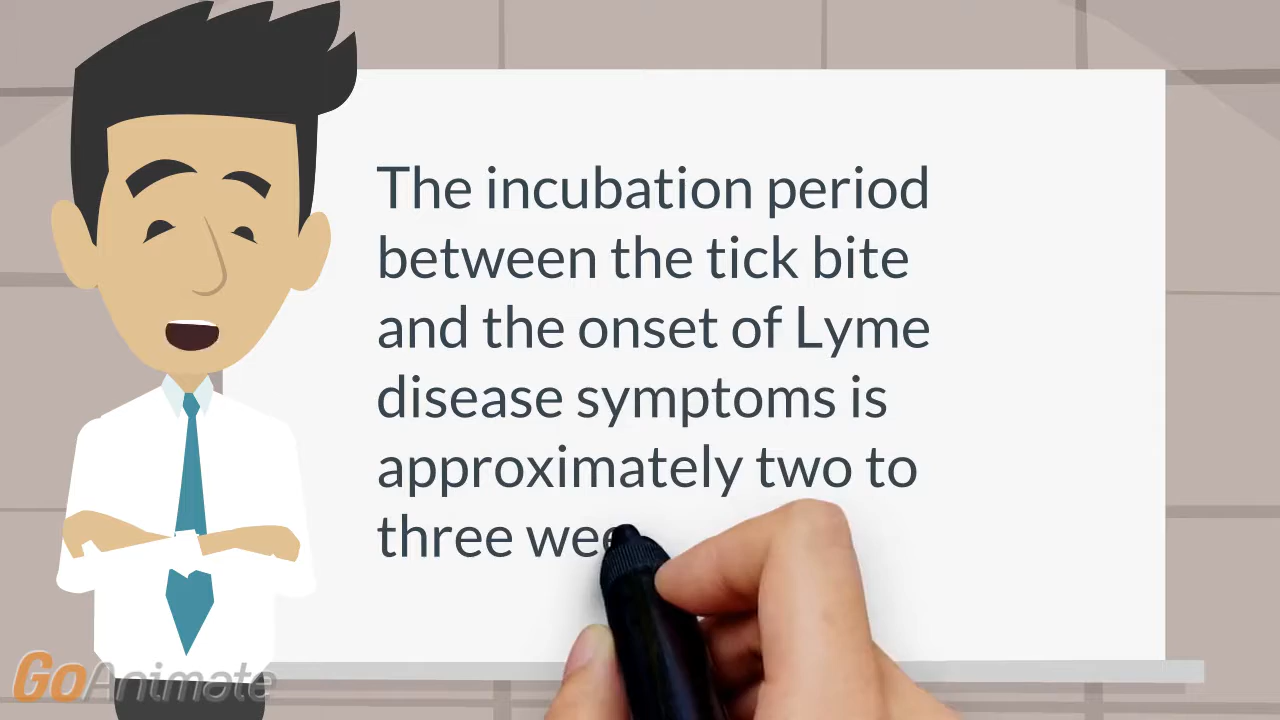 The incubation period
between the tick bite
and the onset of Lyme
disease symptoms is
approximately two to
three wee
GoAnimate